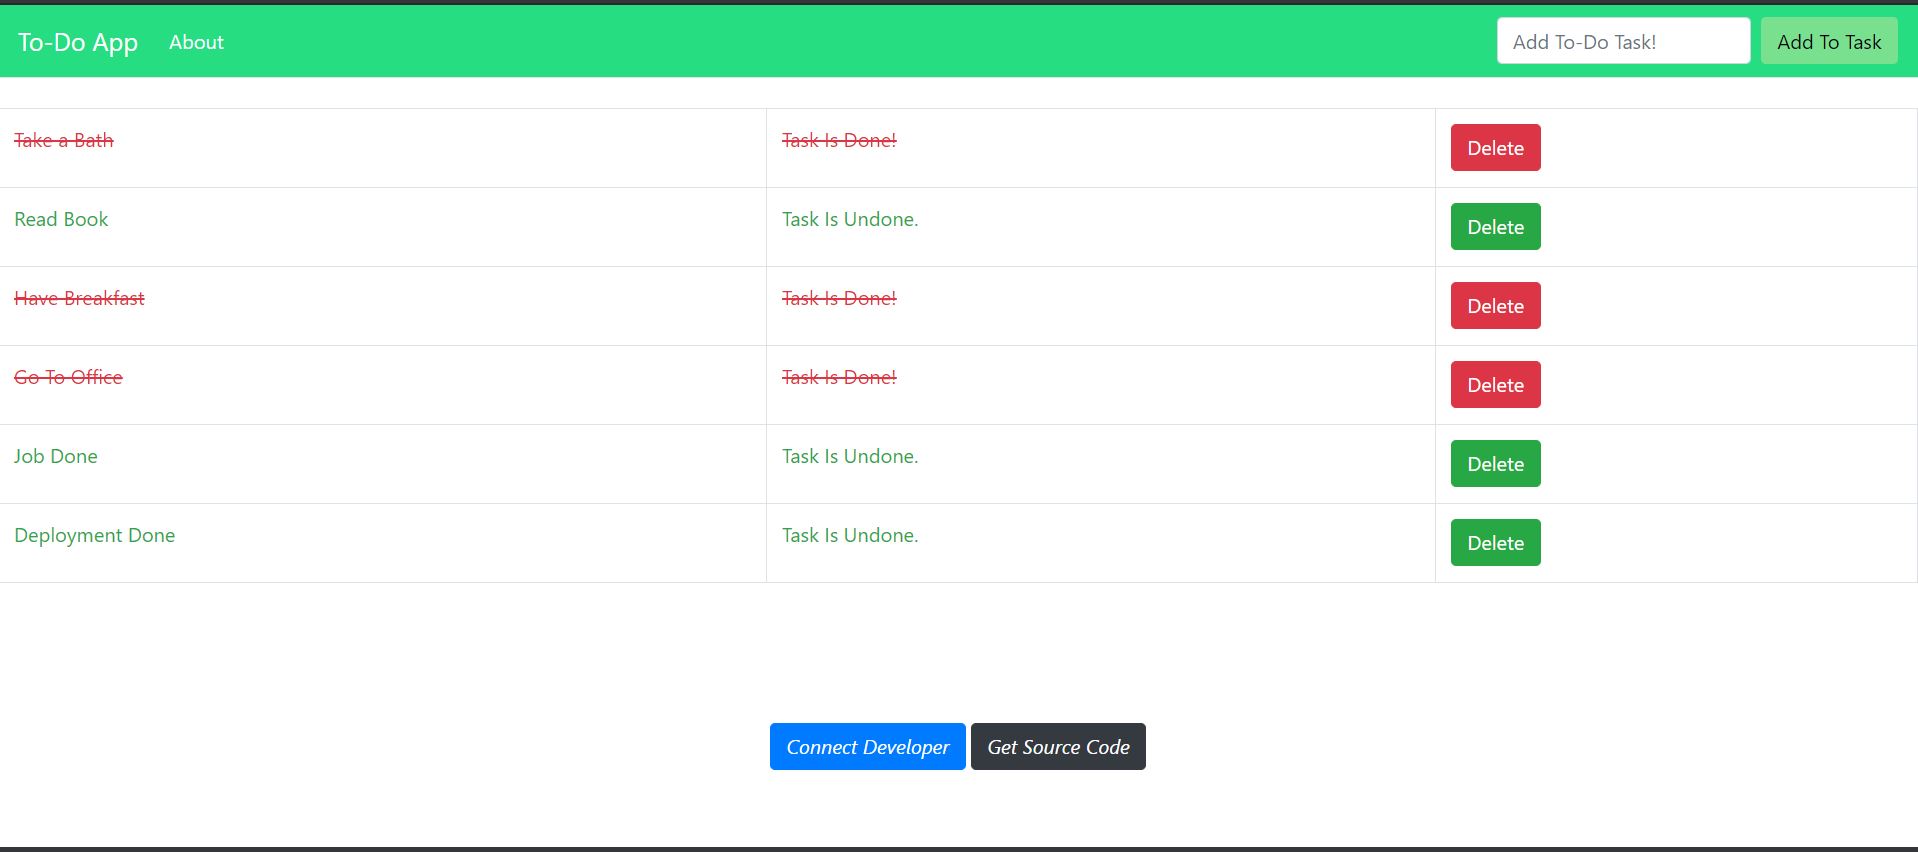 To-Do App About Add To-Do Task! Add To Task
Take a Bath Task Is Done! Delete
Read Book Task Is Undone. Delete
Have Breakfast Task Is Done! Delete
Go To Office Task Is Done! Delete
Job Done Task Is Undone. Delete
Deployment Done Task Is Undone. Delete
Connect Developer Get Source Code